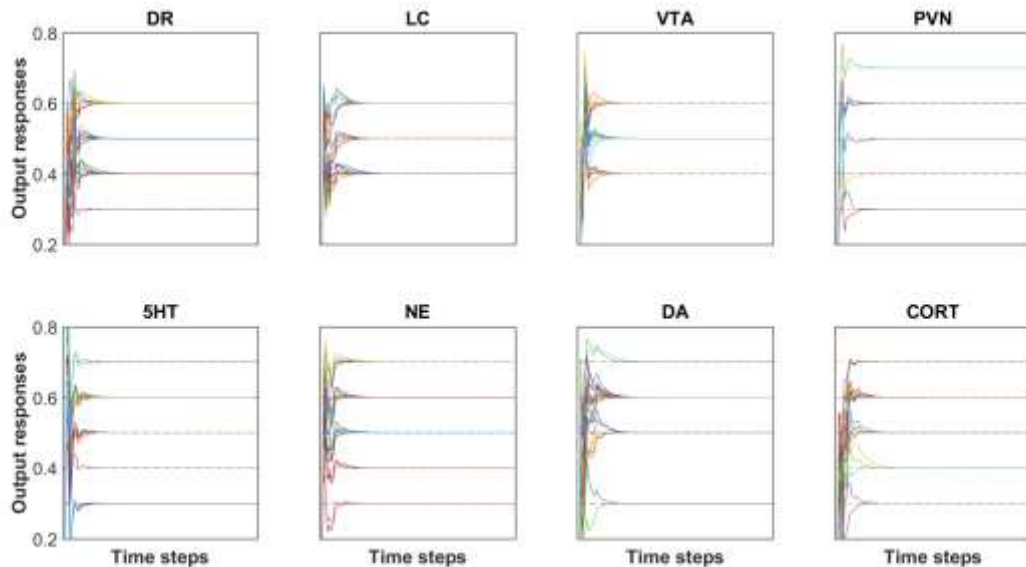 DR LC VTA PVN
Output responses
0.8
0.6
0.4
0.2
5HT NE DA CORT
Output responses
0.8
0.6
0.4
0.2
Time steps Time steps Time steps Time steps